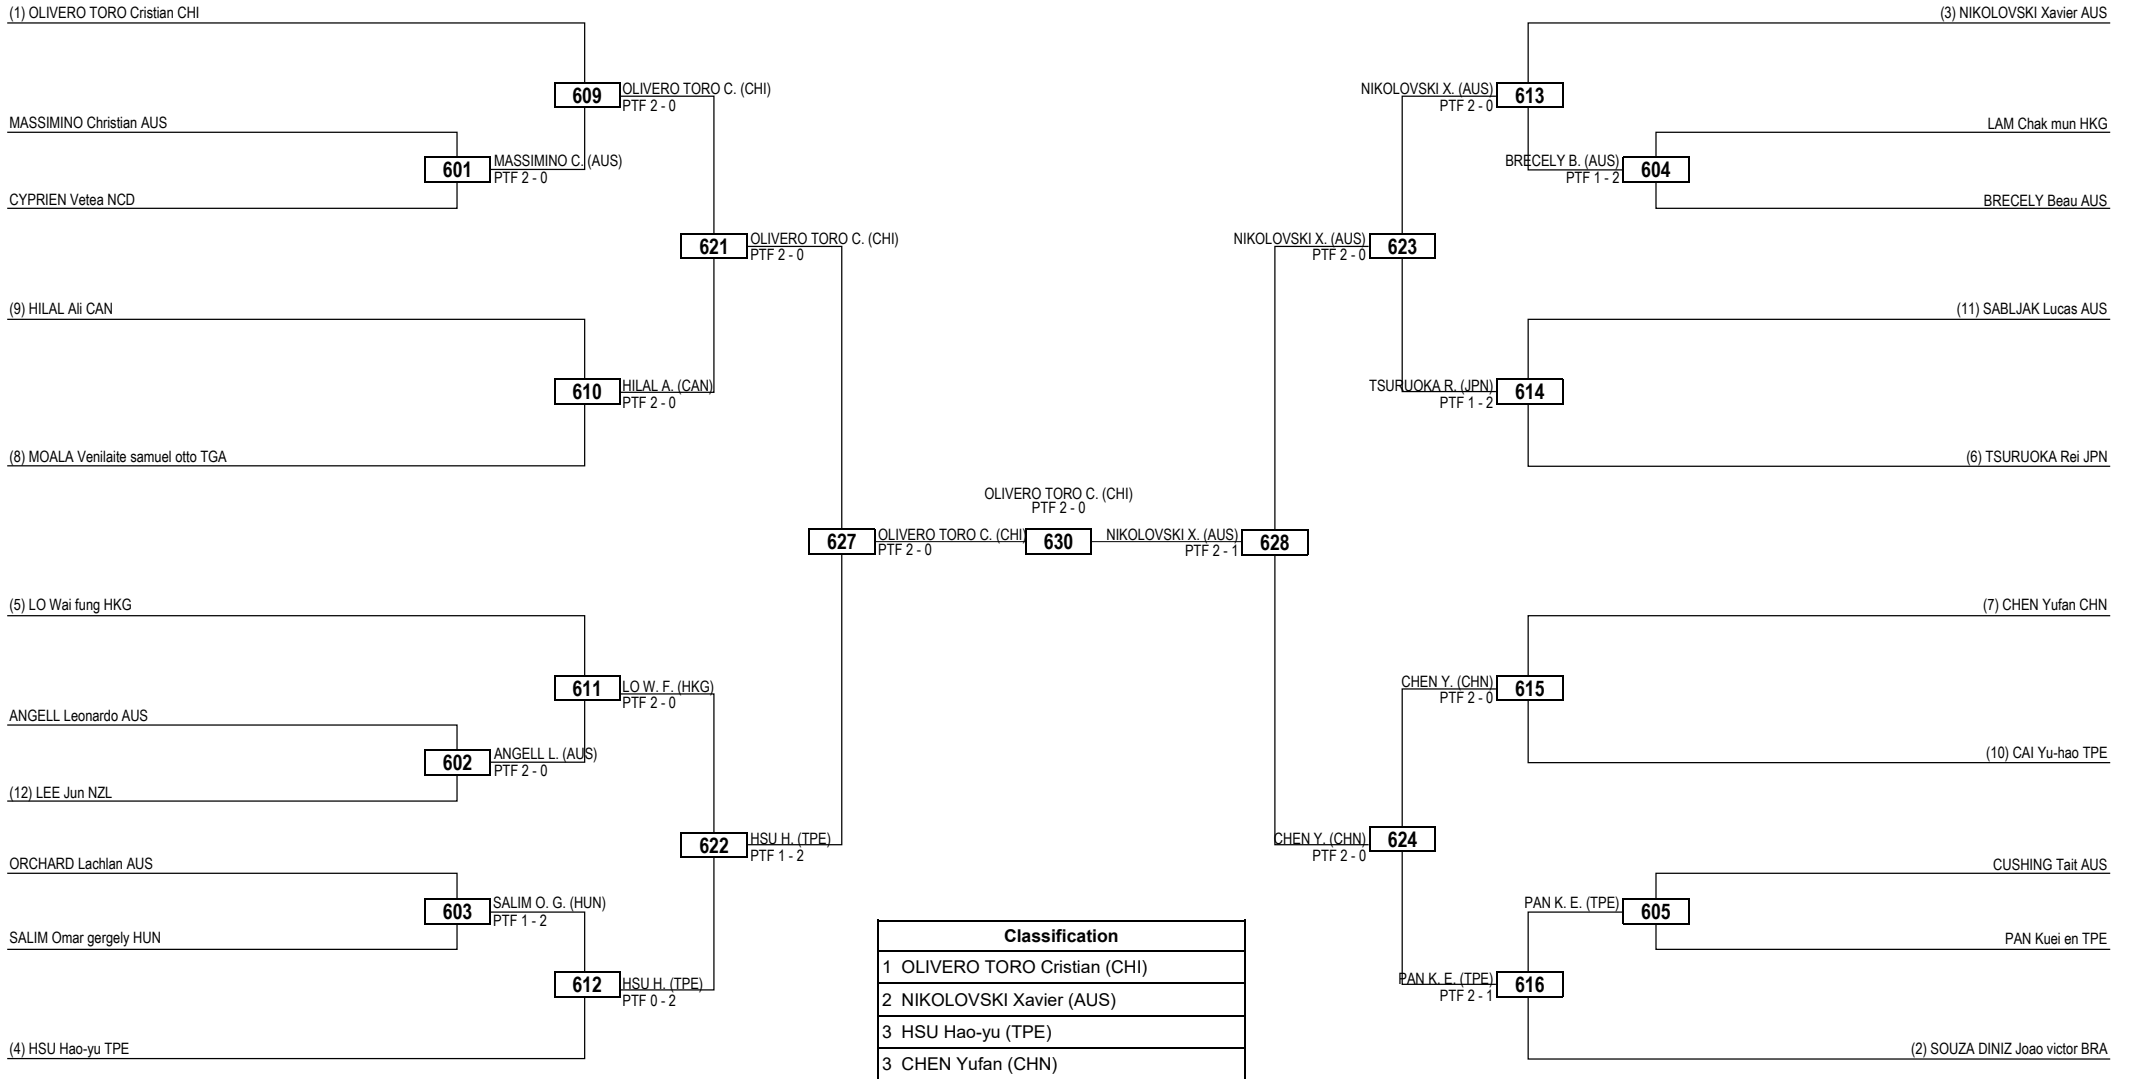 (1) OLIVERO TORO Cristian CHI
609
OLIVERO TORO C. (CHI)
PTF 2 - 0
MASSIMINO Christian AUS
601
MASSIMINO C. (AUS)
PTF 2 - 0
CYPRIEN Vetea NCD
621
OLIVERO TORO C. (CHI)
PTF 2 - 0
(9) HILAL Ali CAN
610
HILAL A. (CAN)
PTF 2 - 0
(8) MOALA Venilaite samuel otto TGA
627
OLIVERO TORO C. (CHI)
PTF 2 - 0
(5) LO Wai fung HKG
611
LO W. F. (HKG)
PTF 2 - 0
ANGELL Leonardo AUS
602
ANGELL L. (AUS)
PTF 2 - 0
(12) LEE Jun NZL
622
HSU H. (TPE)
PTF 1 - 2
ORCHARD Lachlan AUS
603
SALIM O. G. (HUN)
PTF 1 - 2
SALIM Omar gergely HUN
612
HSU H. (TPE)
PTF 0 - 2
(4) HSU Hao-yu TPE
OLIVERO TORO C. (CHI)
PTF 2 - 0
630
(3) NIKOLOVSKI Xavier AUS
NIKOLOVSKI X. (AUS)
PTF 2 - 0
613
LAM Chak mun HKG
BRECELY B. (AUS)
PTF 1 - 2
604
BRECELY Beau AUS
NIKOLOVSKI X. (AUS)
PTF 2 - 0
623
(11) SABLJAK Lucas AUS
TSURUOKA R. (JPN)
PTF 1 - 2
614
(6) TSURUOKA Rei JPN
NIKOLOVSKI X. (AUS)
PTF 2 - 1
628
(7) CHEN Yufan CHN
CHEN Y. (CHN)
PTF 2 - 0
615
(10) CAI Yu-hao TPE
CHEN Y. (CHN)
PTF 2 - 0
624
CUSHING Tait AUS
PAN K. E. (TPE)
605
PAN Kuei en TPE
PAN K. E. (TPE)
PTF 2 - 1
616
(2) SOUZA DINIZ Joao victor BRA
Classification
1 OLIVERO TORO Cristian (CHI)
2 NIKOLOVSKI Xavier (AUS)
3 HSU Hao-yu (TPE)
3 CHEN Yufan (CHN)